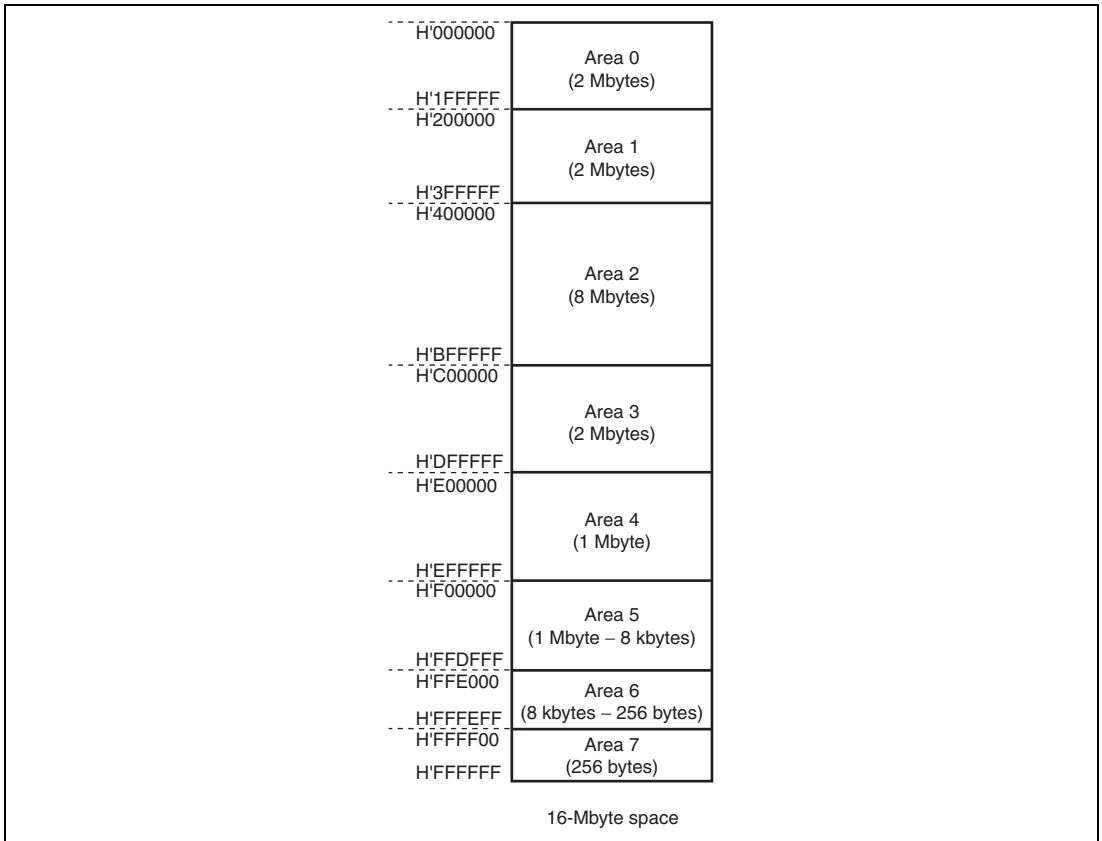 H'000000
Area 0
(2 Mbytes)
H'1FFFFF
H'200000
Area 1
(2 Mbytes)
H'3FFFFF
H'400000
Area 2
(8 Mbytes)
H'BFFFFF
H'C00000
Area 3
(2 Mbytes)
H'DFFFFF
H'E00000
Area 4
(1 Mbyte)
H'EFFFFF
H'F00000
Area 5
(1 Mbyte – 8 kbytes)
H'FFDFFF
H'FFE000
Area 6
(8 kbytes – 256 bytes)
H'FFFEFF
H'FFFF00
Area 7
(256 bytes)
H'FFFFFF
16-Mbyte space